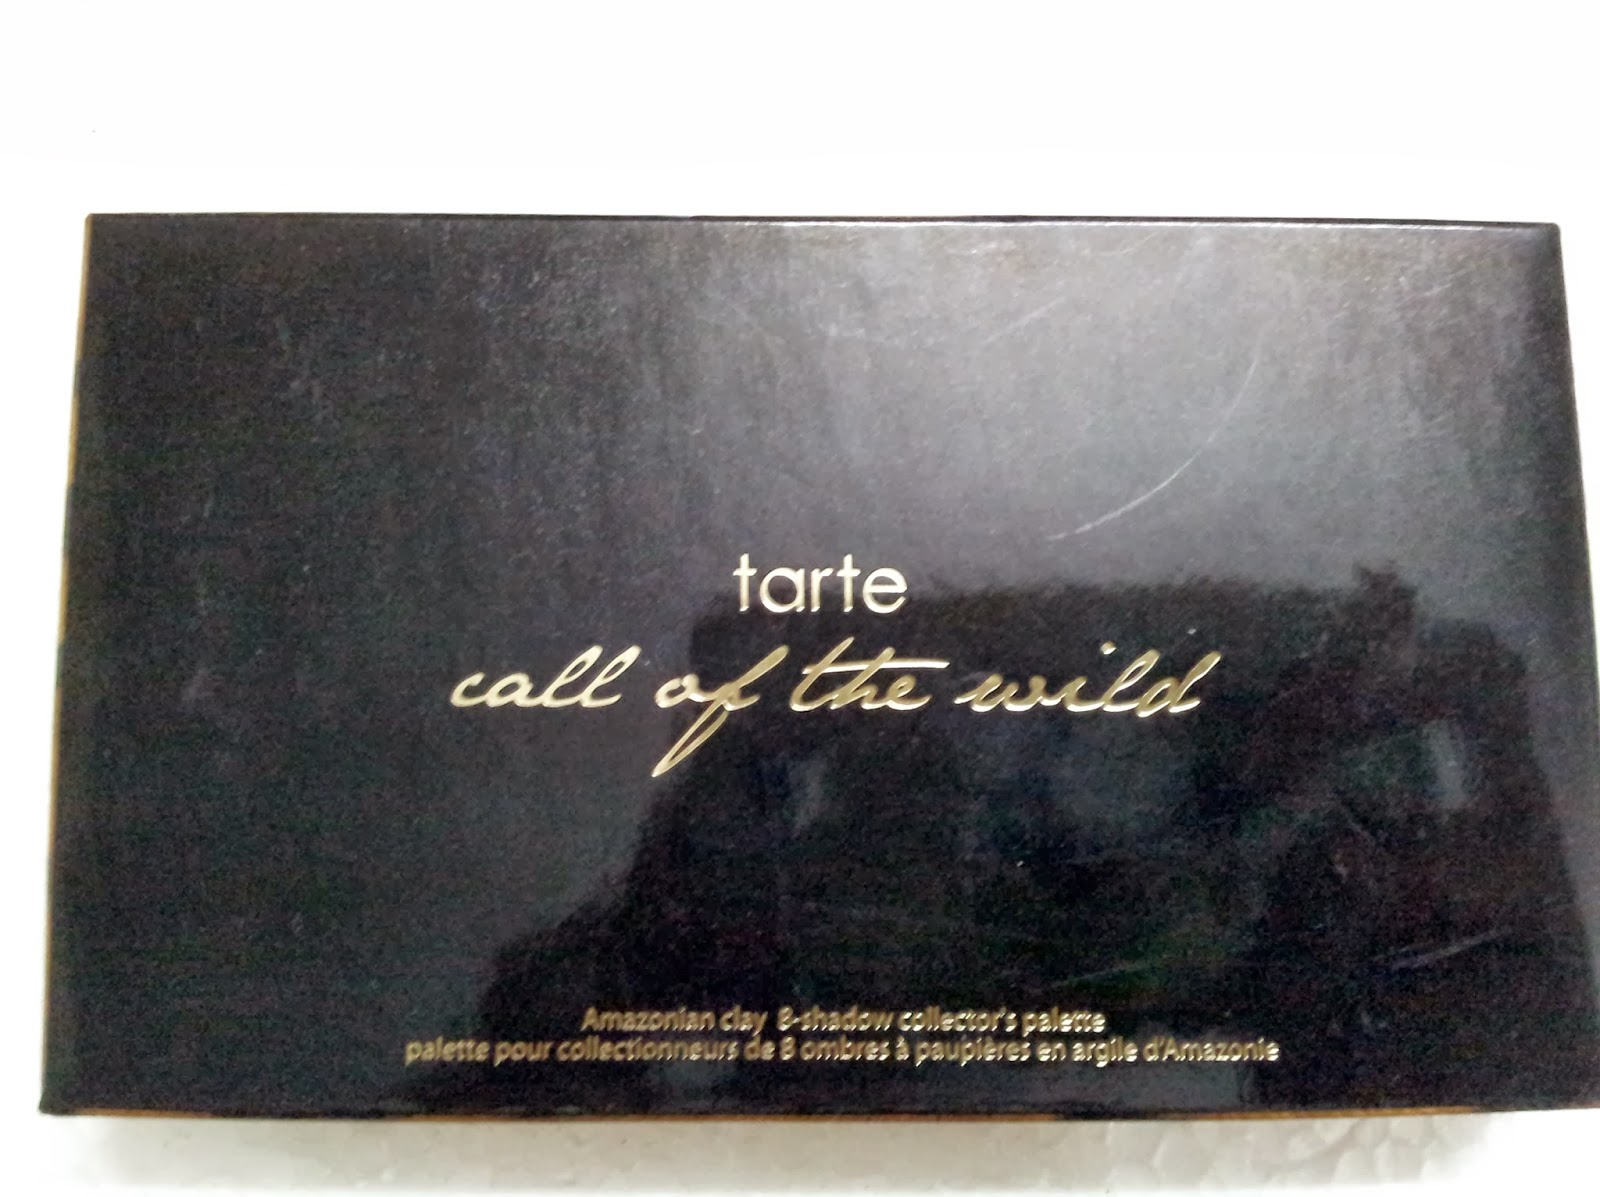 tarte
call of the wild
Amazonian clay 8-shadow collector's palette
palette pour collectionneurs de 8 ombres à paupières en argile d'Amazonie